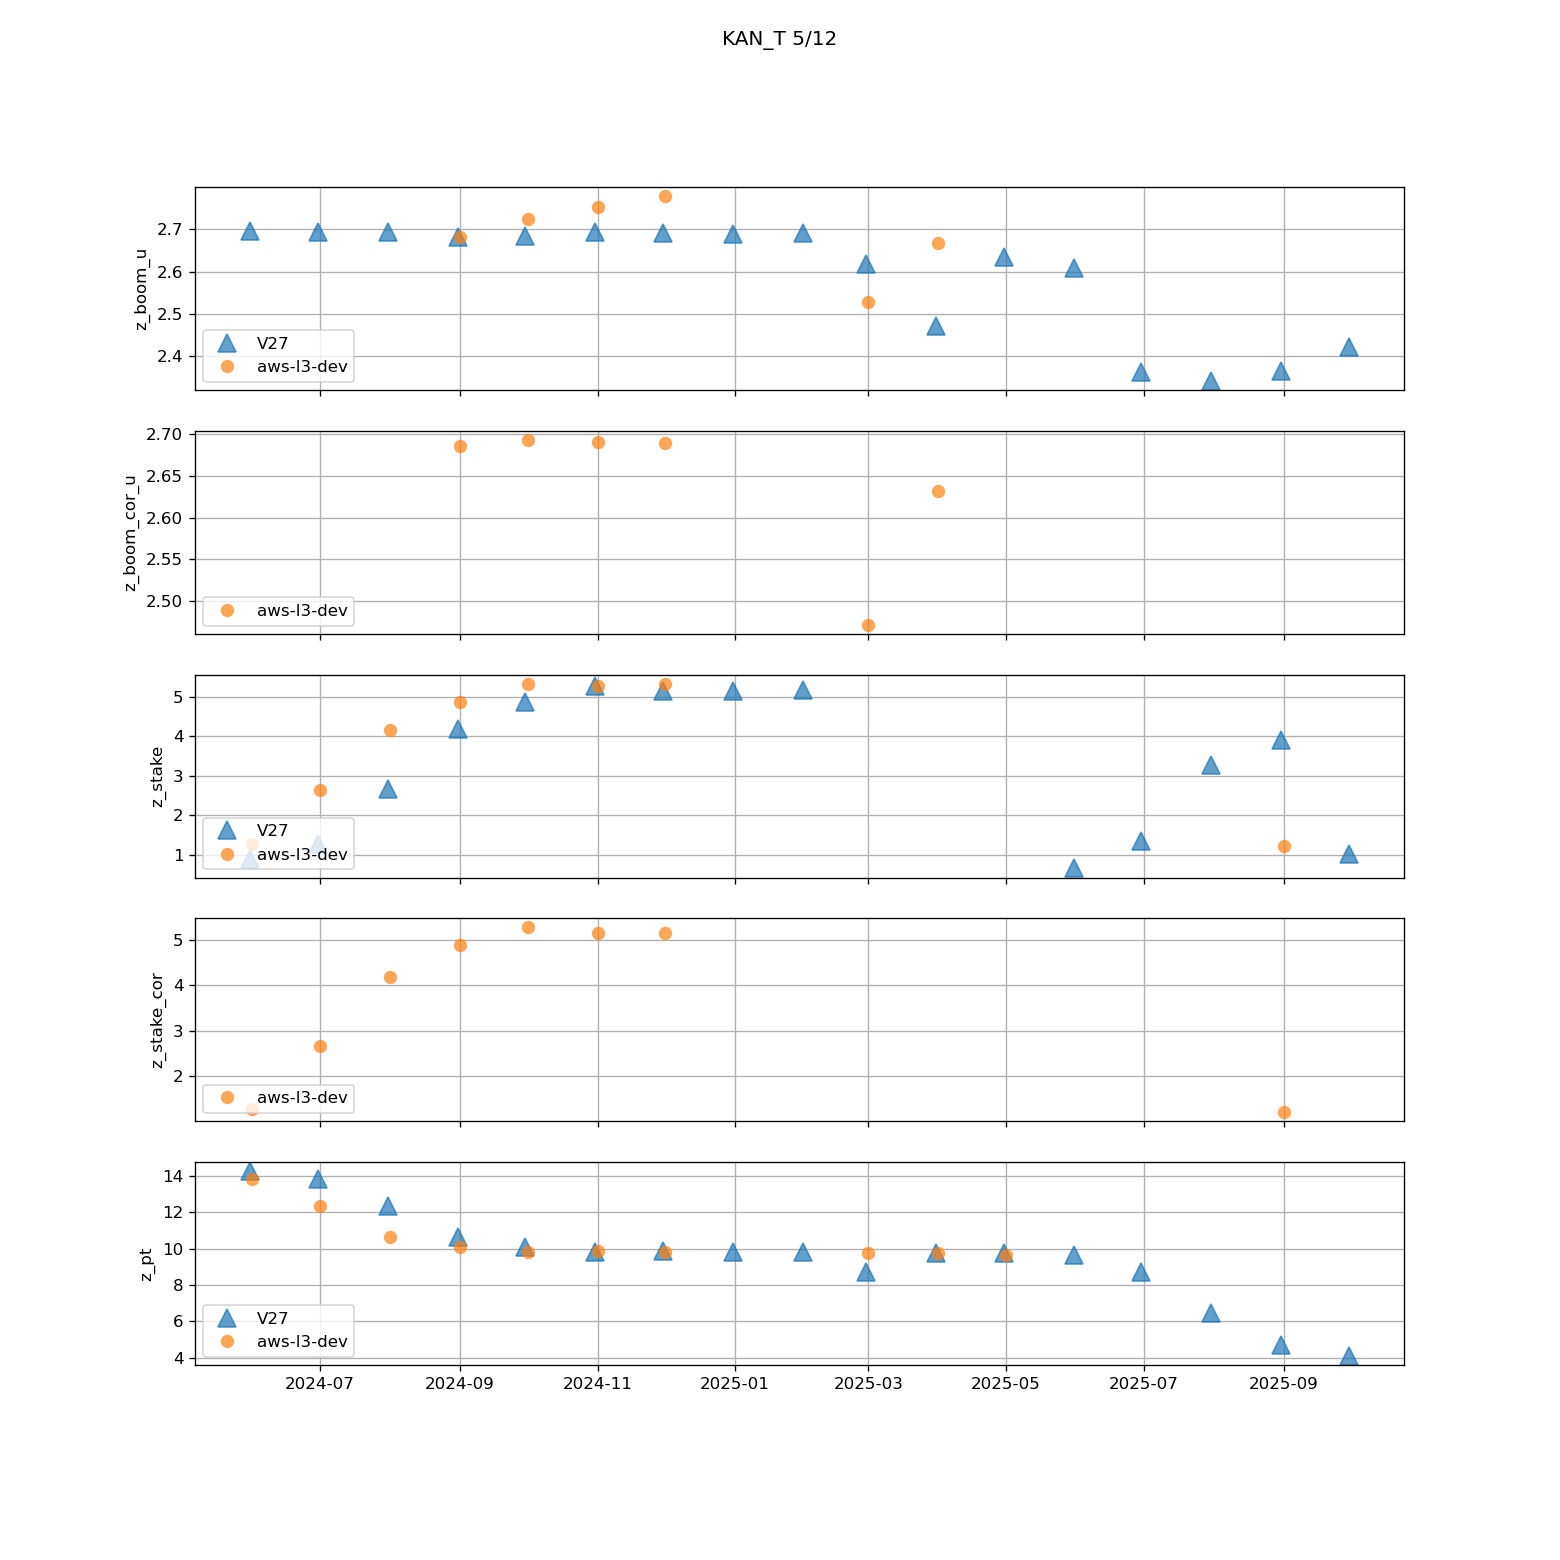 KAN_T 5/12
z_boom_u
2.7
2.6
2.5
2.4
V27
aws-l3-dev
z_boom_cor_u
2.70
2.65
2.60
2.55
2.50
aws-l3-dev
z_stake
5
4
3
2
1
V27
aws-l3-dev
z_stake_cor
5
4
3
2
aws-l3-dev
z_pt
14
12
10
8
6
4
V27
aws-l3-dev
2024-07 2024-09 2024-11 2025-01 2025-03 2025-05 2025-07 2025-09